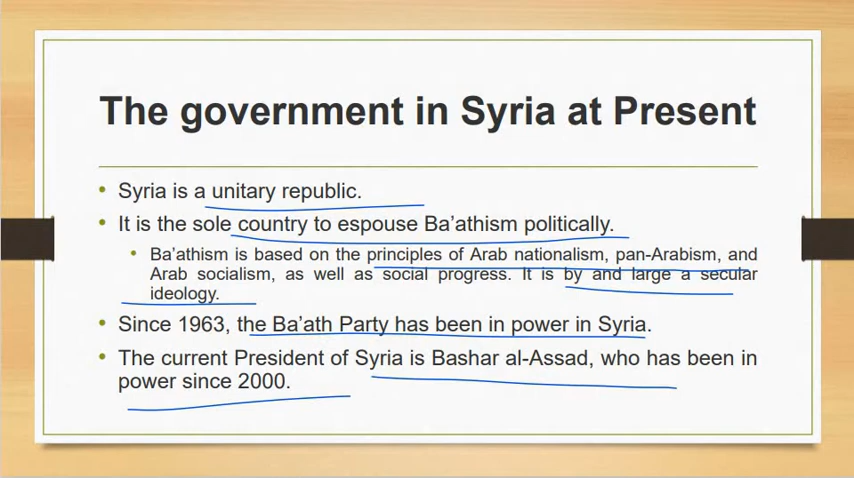 The government in Syria at Present
• Syria is a unitary republic.
• It is the sole country to espouse Ba’athism politically.
• Ba’athism is based on the principles of Arab nationalism, pan-Arabism, and
Arab socialism, as well as social progress. It is by and large a secular
ideology.
• Since 1963, the Ba’ath Party has been in power in Syria.
• The current President of Syria is Bashar al-Assad, who has been in
power since 2000.